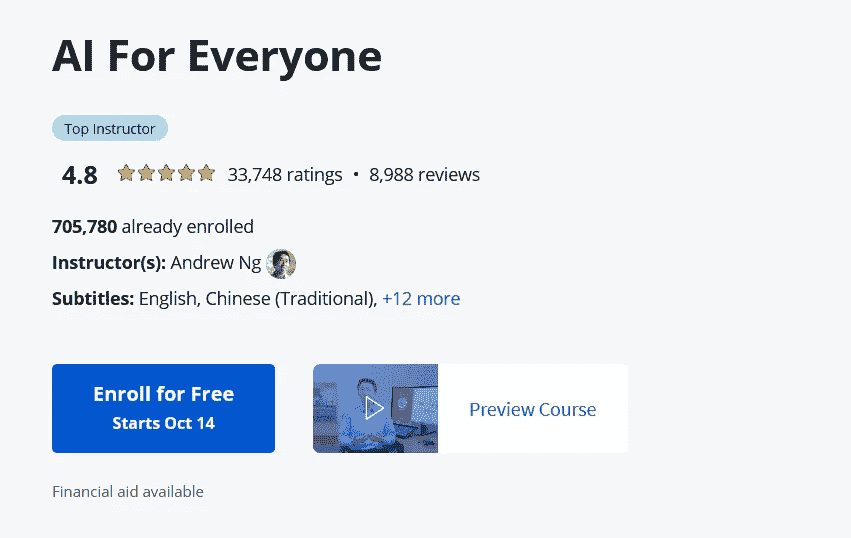 AI For Everyone
Top Instructor
4.8 33,748 ratings • 8,988 reviews
705,780 already enrolled
Instructor(s): Andrew Ng
Subtitles: English, Chinese (Traditional), +12 more
Enroll for Free
Starts Oct 14
Preview Course
Financial aid available